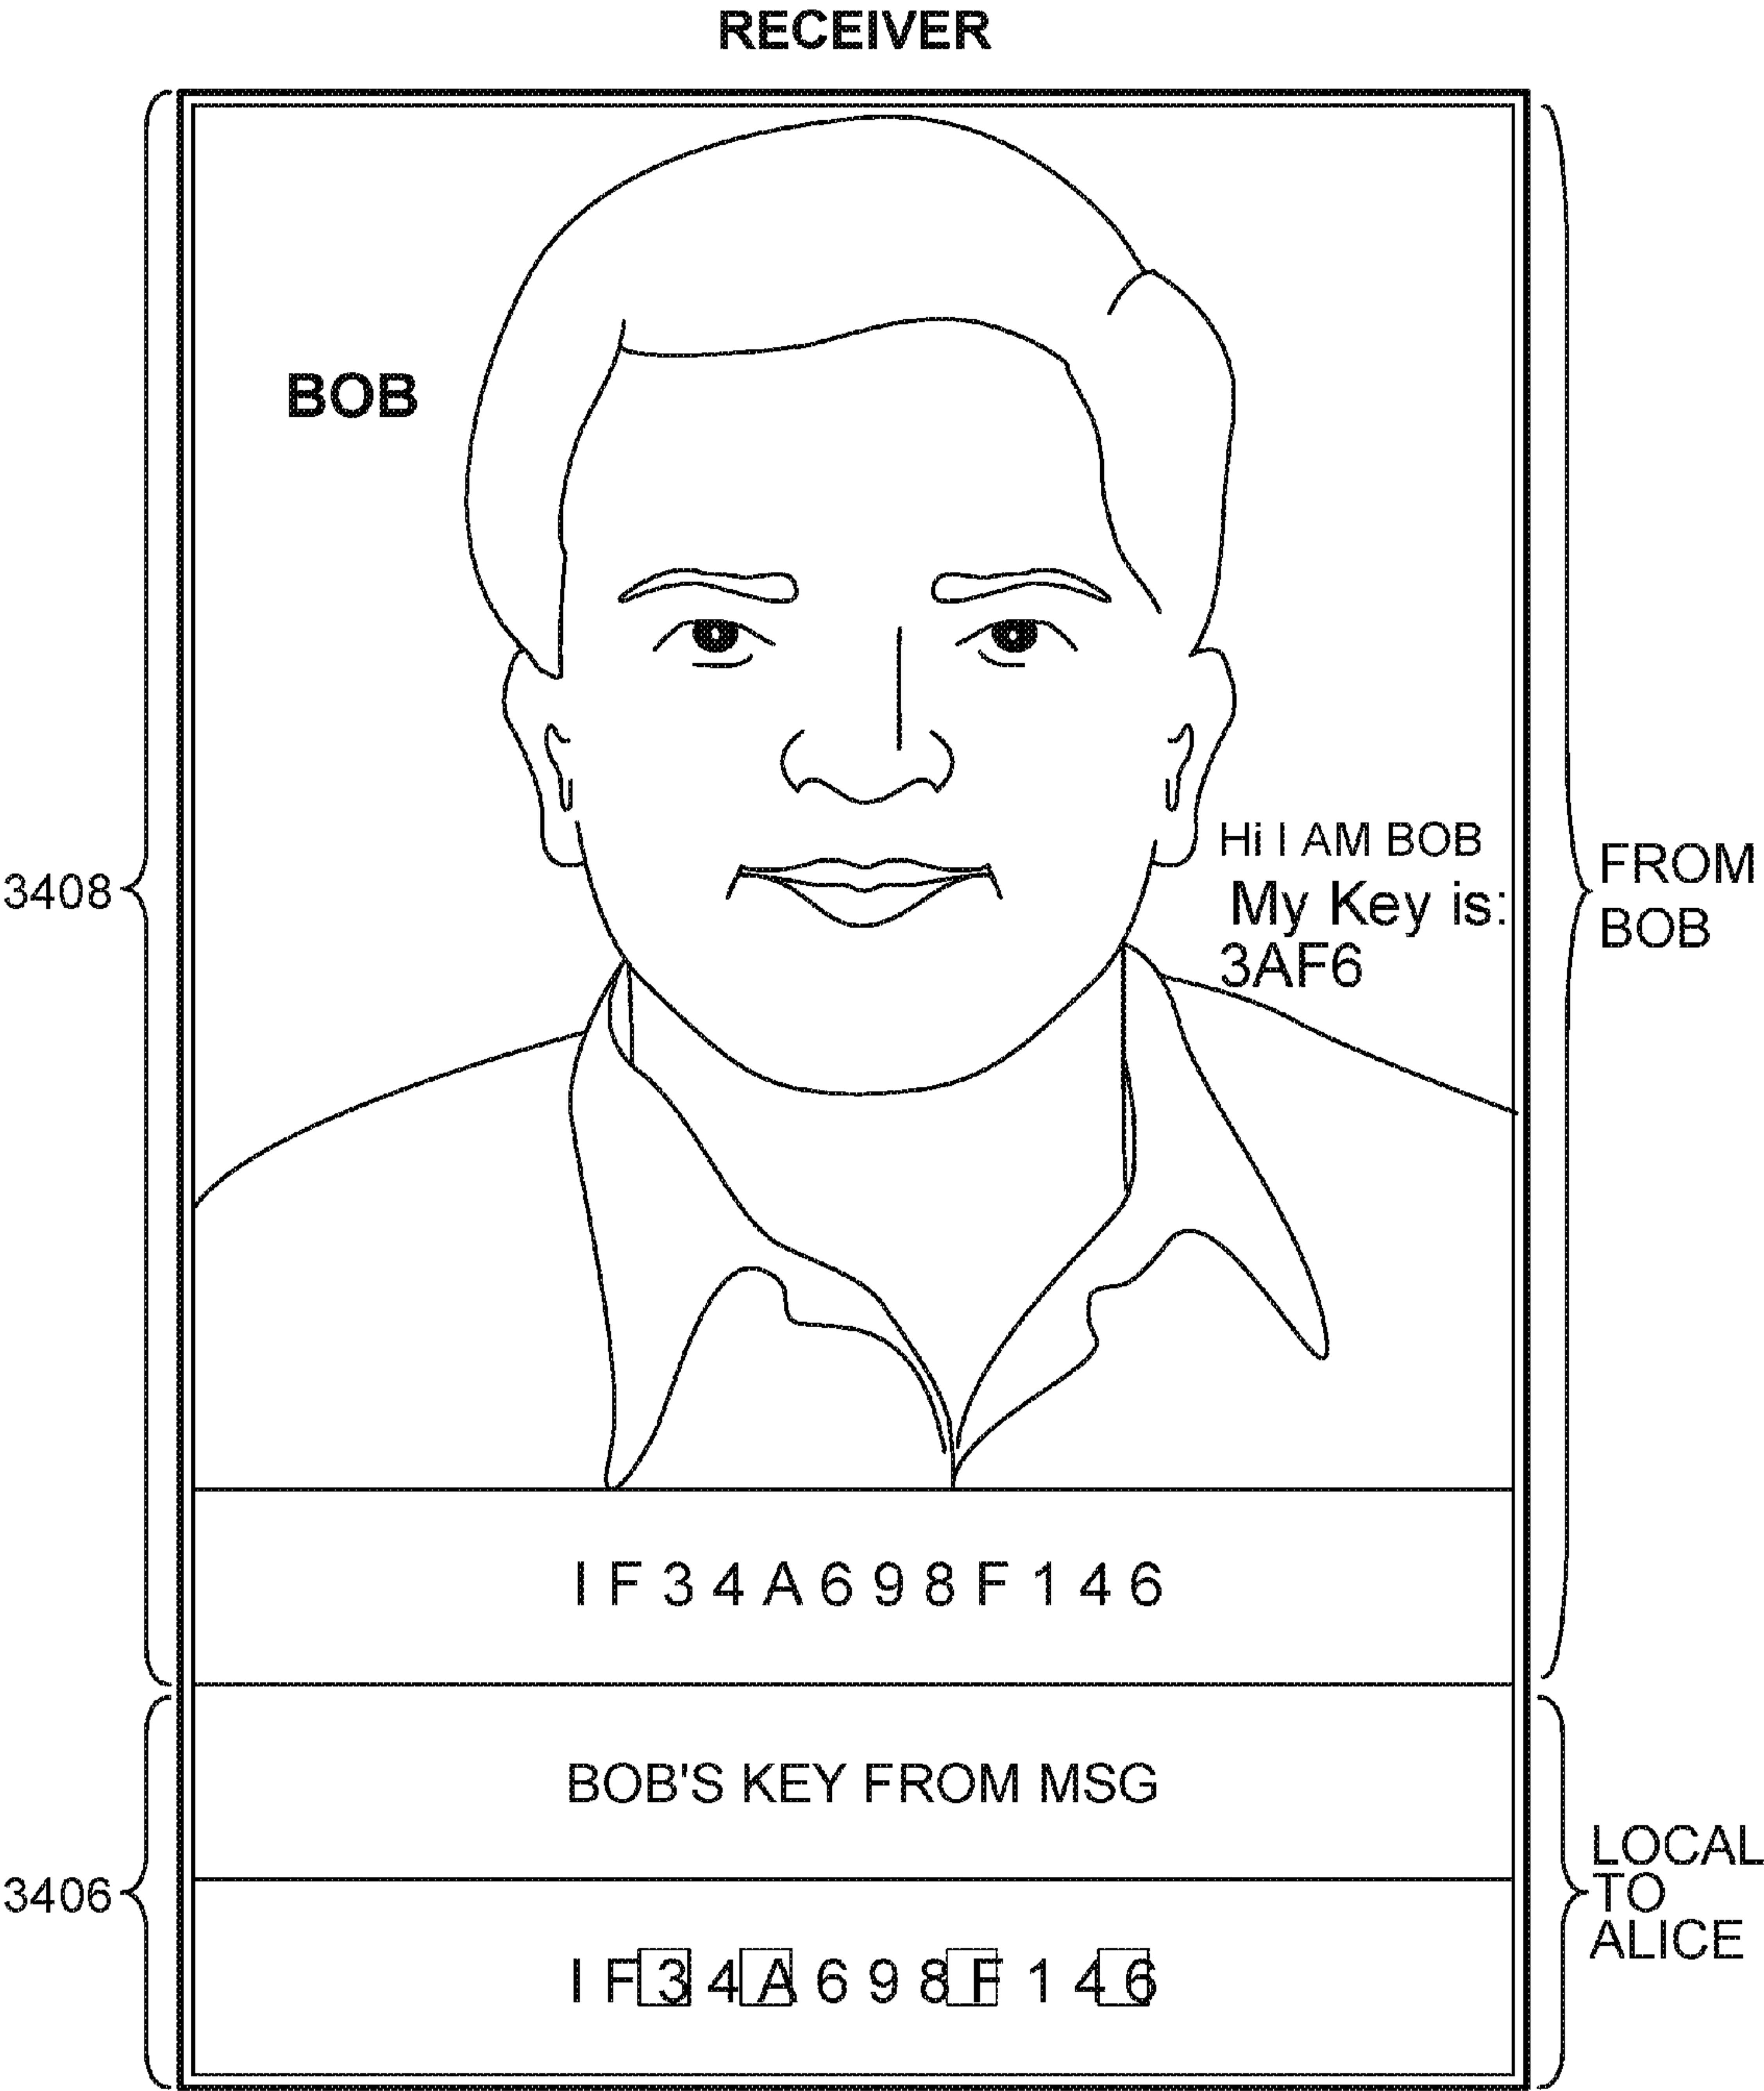 RECEIVER
BOB
Hi I AM BOB
My Key is:
3AF6
3408
FROM
BOB
I F 3 4 A 6 9 8 F 1 4 6
BOB'S KEY FROM MSG
3406
LOCAL
TO
ALICE
I F 3 4 A 6 9 8 F 1 4 6